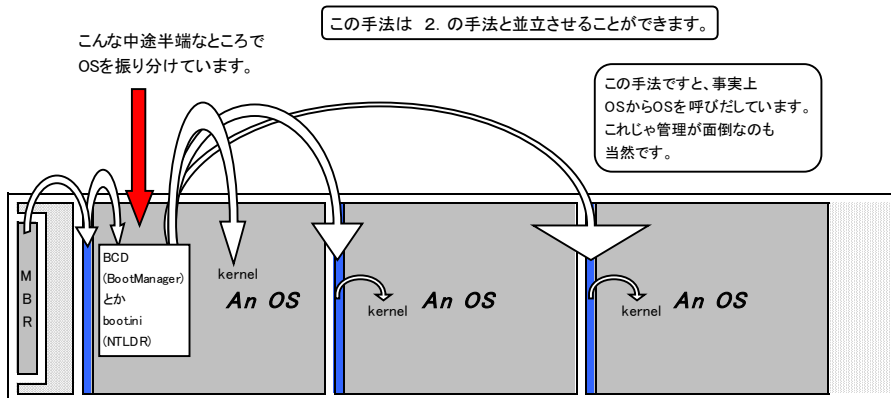 この手法は 2. の手法と並立させることができます。
こんな中途半端なところで
OSを振り分けています。
この手法ですと、事実上
OSからOSを呼びだしています。
これじゃ管理が面倒なのも
当然です。
MBR
BCD
(BootManager)
とか
boot.ini
(NTLDR)
kernel
An OS
kernel
An OS
kernel
An OS